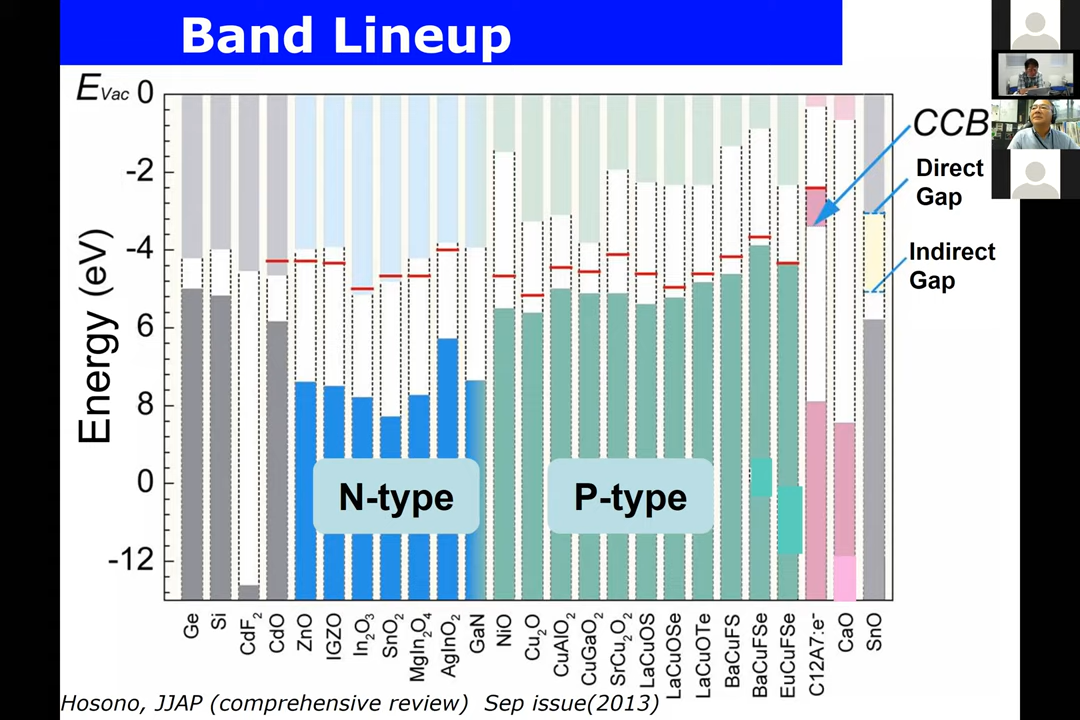 Band Lineup
E Vac 0
-2
-4
6
8
0
-12
Energy (eV)
CCB
Direct
Gap
Indirect
Gap
N-type
P-type
Ge
Si
CdF2
CdO
ZnO
IGZO
In2O3
SnO2
MgIn2O4
AgInO2
GaN
NiO
Cu2O
CuAlO2
CuGaO2
SrCu2O2
LaCuOS
LaCuOSe
LaCuOTe
BaCuFS
BaCuFSe
EuCuFSe
C12A7:e-
CaO
SnO
Hosono, JJAP (comprehensive review) Sep issue(2013)